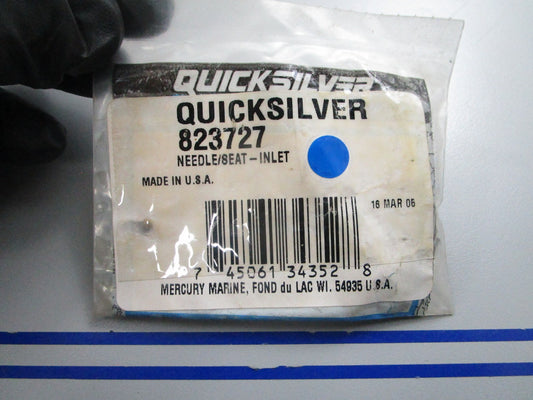 QUICKSILVER
QUICKSILVER
823727
NEEDLE/SEAT - INLET
MADE IN U.S.A.
16 MAR 05
7 45061 34352 8
MERCURY MARINE, FOND du LAC WI. 54935 U.S.A.